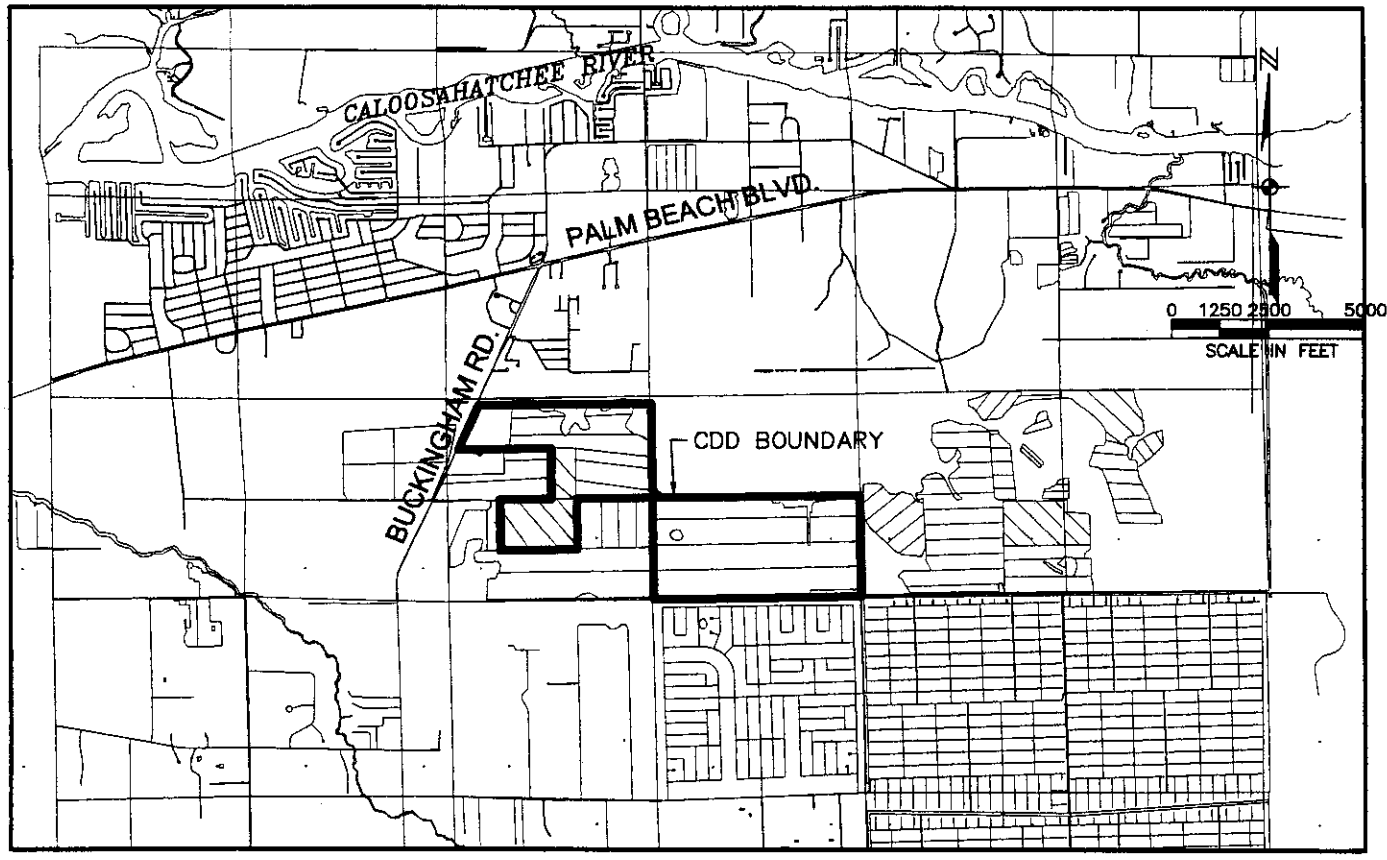 CALOOSAHATCHEE RIVER
N
PALM BEACH BLVD.
0 1250 2500 5000
SCALE IN FEET
BUCKINGHAM RD.
CDD BOUNDARY